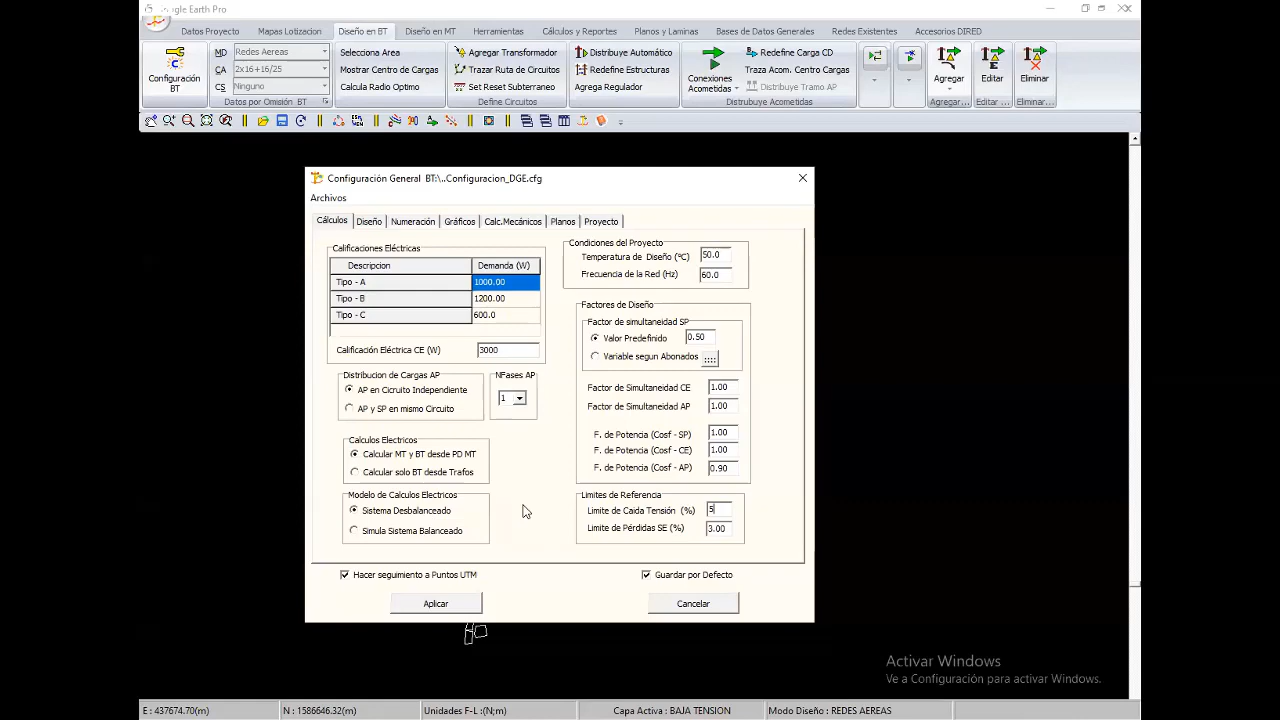 Google Earth Pro
Datos Proyecto Mapas Lotizacion Diseño en BT Diseño en MT Herramientas Cálculos y Reportes Planos y Laminas Bases de Datos Generales Redes Existentes Accesorios DIRED
Configuración BT
MD Redes Aereas
CA 2x16+16/25
CS Ninguno
Datos por Omisión BT
Selecciona Area
Mostrar Centro de Cargas
Calcula Radio Optimo
Agregar Transformador
Trazar Ruta de Circuitos
Set Reset Subterraneo
Define Circuitos
Distribuye Automático
Redefine Estructuras
Agrega Regulador
Conexiones Acometidas
Redefine Carga CD
Traza Acom. Centro Cargas
Distribuye Tramo AP
Distrubuye Acometidas
Agregar
Agregar...
Editar
Editar ...
Eliminar
Eliminar...
Configuración General BT:\..Configuracion_DGE.cfg
Archivos
Cálculos Diseño Numeración Gráficos Calc.Mecánicos Planos Proyecto
Calificaciones Eléctricas
Descripcion Demanda (W)
Tipo - A 1000.00
Tipo - B 1200.00
Tipo - C 600.0
Calificación Eléctrica CE (W) 3000
Distribucion de Cargas AP
AP en Cicruito Independiente
AP y SP en mismo Circuito
NFases AP
1
Calculos Electricos
Calcular MT y BT desde PD MT
Calcular solo BT desde Trafos
Modelo de Calculos Electricos
Sistema Desbalanceado
Simula Sistema Balanceado
Condiciones del Proyecto
Temperatura de Diseño (ºC) 50.0
Frecuencia de la Red (Hz) 60.0
Factores de Diseño
Factor de simultaneidad SP
Valor Predefinido 0.50
Variable segun Abonados
Factor de Simultaneidad CE 1.00
Factor de Simultaneidad AP 1.00
F. de Potencia (Cosf - SP) 1.00
F. de Potencia (Cosf - CE) 1.00
F. de Potencia (Cosf - AP) 0.90
Limites de Referencia
Limite de Caida Tensión (%) 5
Limite de Pérdidas SE (%) 3.00
Hacer seguimiento a Puntos UTM
Guardar por Defecto
Aplicar
Cancelar
Activar Windows
Ve a Configuración para activar Windows.
E : 437674.70(m) N : 1586646.32(m) Unidades F-L :(N;m) Capa Activa : BAJA TENSION Modo Diseño : REDES AEREAS